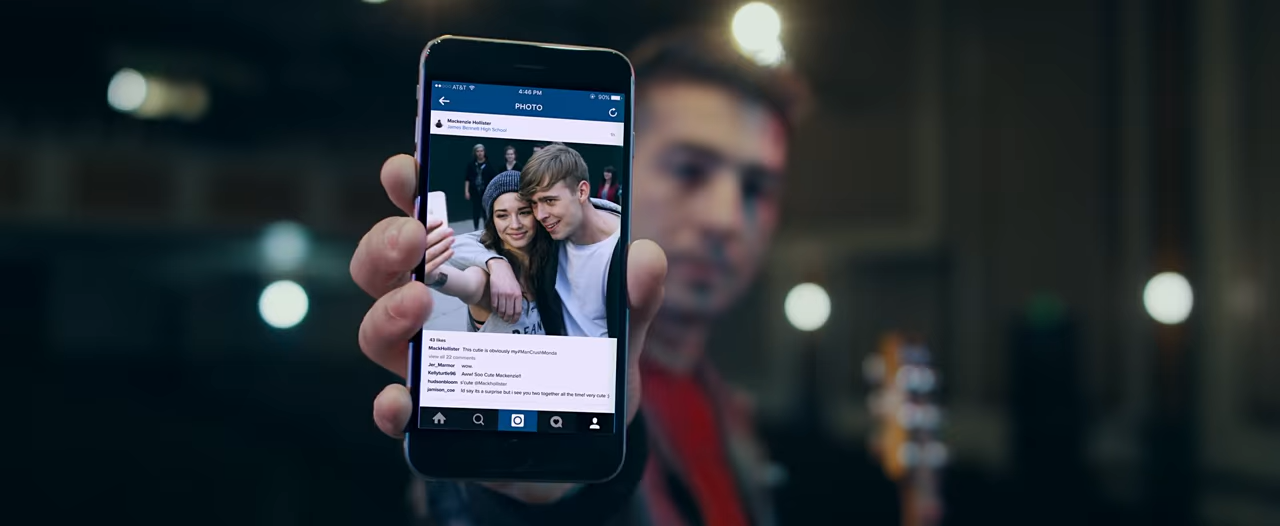 AT&T 4:46 PM 90%
PHOTO
Mackenzie Hollister
James Bennett High School
43 likes
MackHollister This cutie is obviously my#ManCrushMonda
view all 22 comments
Jer_Marmor wow.
Kellyturtle96 Aww! Soo Cute Mackenzie!!
hudsonbloom s'cute @Mackhollister
jamison_coe Id say its a surprise but i see you two together all the time! very cute :)